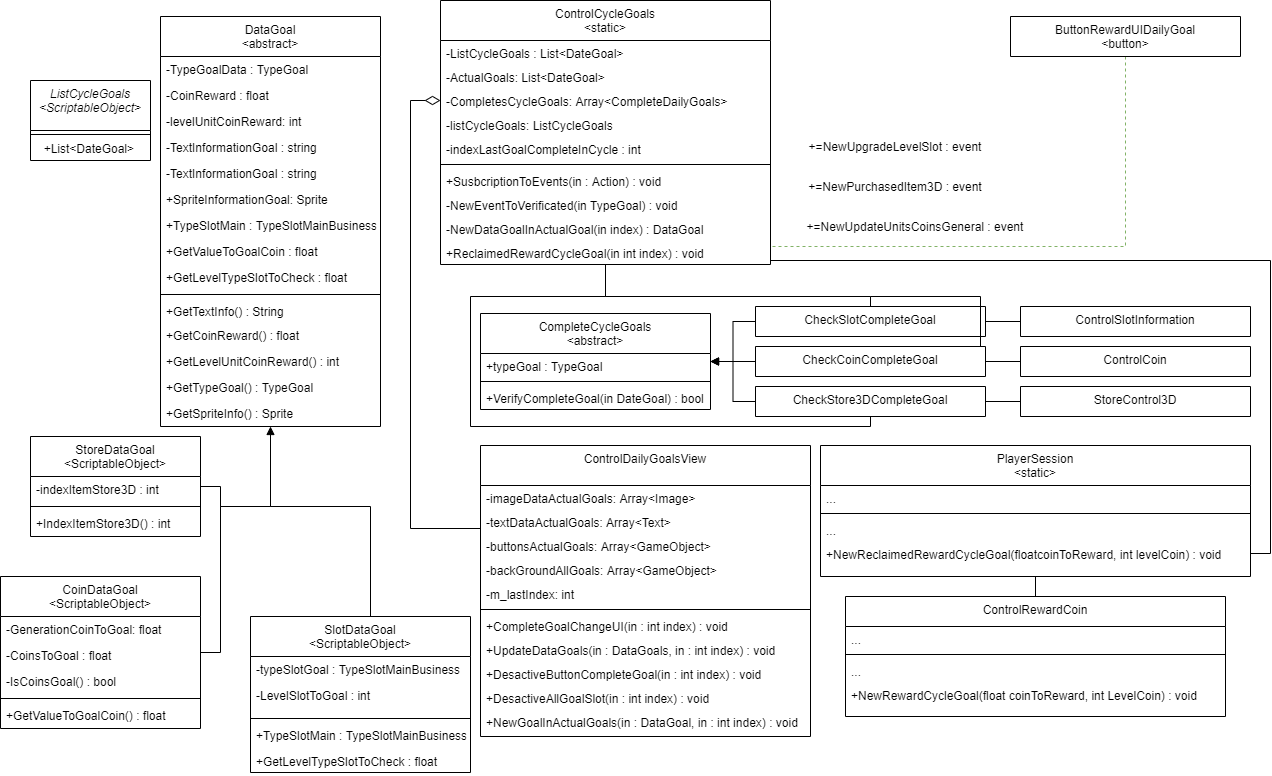 DataGoal
<abstract>
-TypeGoalData : TypeGoal
-CoinReward : float
-levelUnitCoinReward: int
-TextInformationGoal : string
-TextInformationGoal : string
+SpriteInformationGoal: Sprite
+TypeSlotMain : TypeSlotMainBusiness
+GetValueToGoalCoin : float
+GetLevelTypeSlotToCheck : float
+GetTextInfo() : String
+GetCoinReward() : float
+GetLevelUnitCoinReward() : int
+GetTypeGoal() : TypeGoal
+GetSpriteInfo() : Sprite
ListCycleGoals
<ScriptableObject>
+List<DateGoal>
ControlCycleGoals
<static>
-ListCycleGoals : List<DateGoal>
-ActualGoals: List<DateGoal>
-CompletesCycleGoals: Array<CompleteDailyGoals>
-listCycleGoals: ListCycleGoals
-indexLastGoalCompleteInCycle : int
+SusbcriptionToEvents(in : Action) : void
-NewEventToVerificated(in TypeGoal) : void
-NewDataGoalInActualGoal(in index) : DataGoal
+ReclaimedRewardCycleGoal(in int index) : void
ButtonRewardUIDailyGoal
<button>
+=NewUpgradeLevelSlot : event
+=NewPurchasedItem3D : event
+=NewUpdateUnitsCoinsGeneral : event
CompleteCycleGoals
<abstract>
+typeGoal : TypeGoal
+VerifyCompleteGoal(in DateGoal) : bool
CheckSlotCompleteGoal
ControlSlotInformation
CheckCoinCompleteGoal
ControlCoin
CheckStore3DCompleteGoal
StoreControl3D
StoreDataGoal
<ScriptableObject>
-indexItemStore3D : int
+IndexItemStore3D() : int
CoinDataGoal
<ScriptableObject>
-GenerationCoinToGoal: float
-CoinsToGoal : float
-IsCoinsGoal() : bool
+GetValueToGoalCoin() : float
SlotDataGoal
<ScriptableObject>
-typeSlotGoal : TypeSlotMainBusiness
-LevelSlotToGoal : int
+TypeSlotMain : TypeSlotMainBusiness
+GetLevelTypeSlotToCheck : float
ControlDailyGoalsView
-imageDataActualGoals: Array<Image>
-textDataActualGoals: Array<Text>
-buttonsActualGoals: Array<GameObject>
-backGroundAllGoals: Array<GameObject>
-m_lastIndex: int
+CompleteGoalChangeUI(in : int index) : void
+UpdateDataGoals(in : DataGoals, in : int index) : void
+DesactiveButtonCompleteGoal(in : int index) : void
+DesactiveAllGoalSlot(in : int index) : void
+NewGoalInActualGoals(in : DataGoal, in : int index) : void
PlayerSession
<static>
...
...
+NewReclaimedRewardCycleGoal(floatcoinToReward, int levelCoin) : void
ControlRewardCoin
...
...
+NewRewardCycleGoal(float coinToReward, int LevelCoin) : void